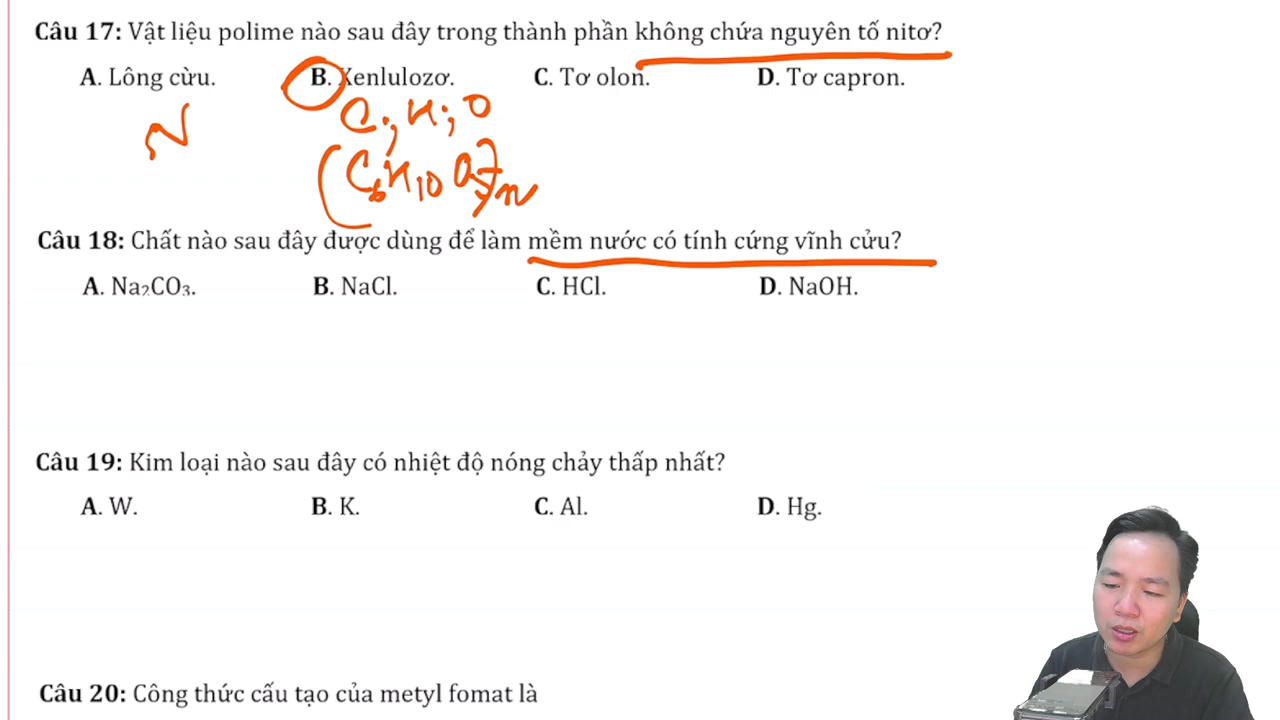 Câu 17: Vật liệu polime nào sau đây trong thành phần không chứa nguyên tố nitơ?
A. Lông cừu. B. Xenlulozơ. C. Tơ olon. D. Tơ capron.
C; H; O
N
(C6H10O5)n
Câu 18: Chất nào sau đây được dùng để làm mềm nước có tính cứng vĩnh cửu?
A. Na₂CO₃. B. NaCl. C. HCl. D. NaOH.
Câu 19: Kim loại nào sau đây có nhiệt độ nóng chảy thấp nhất?
A. W. B. K. C. Al. D. Hg.
Câu 20: Công thức cấu tạo của metyl fomat là